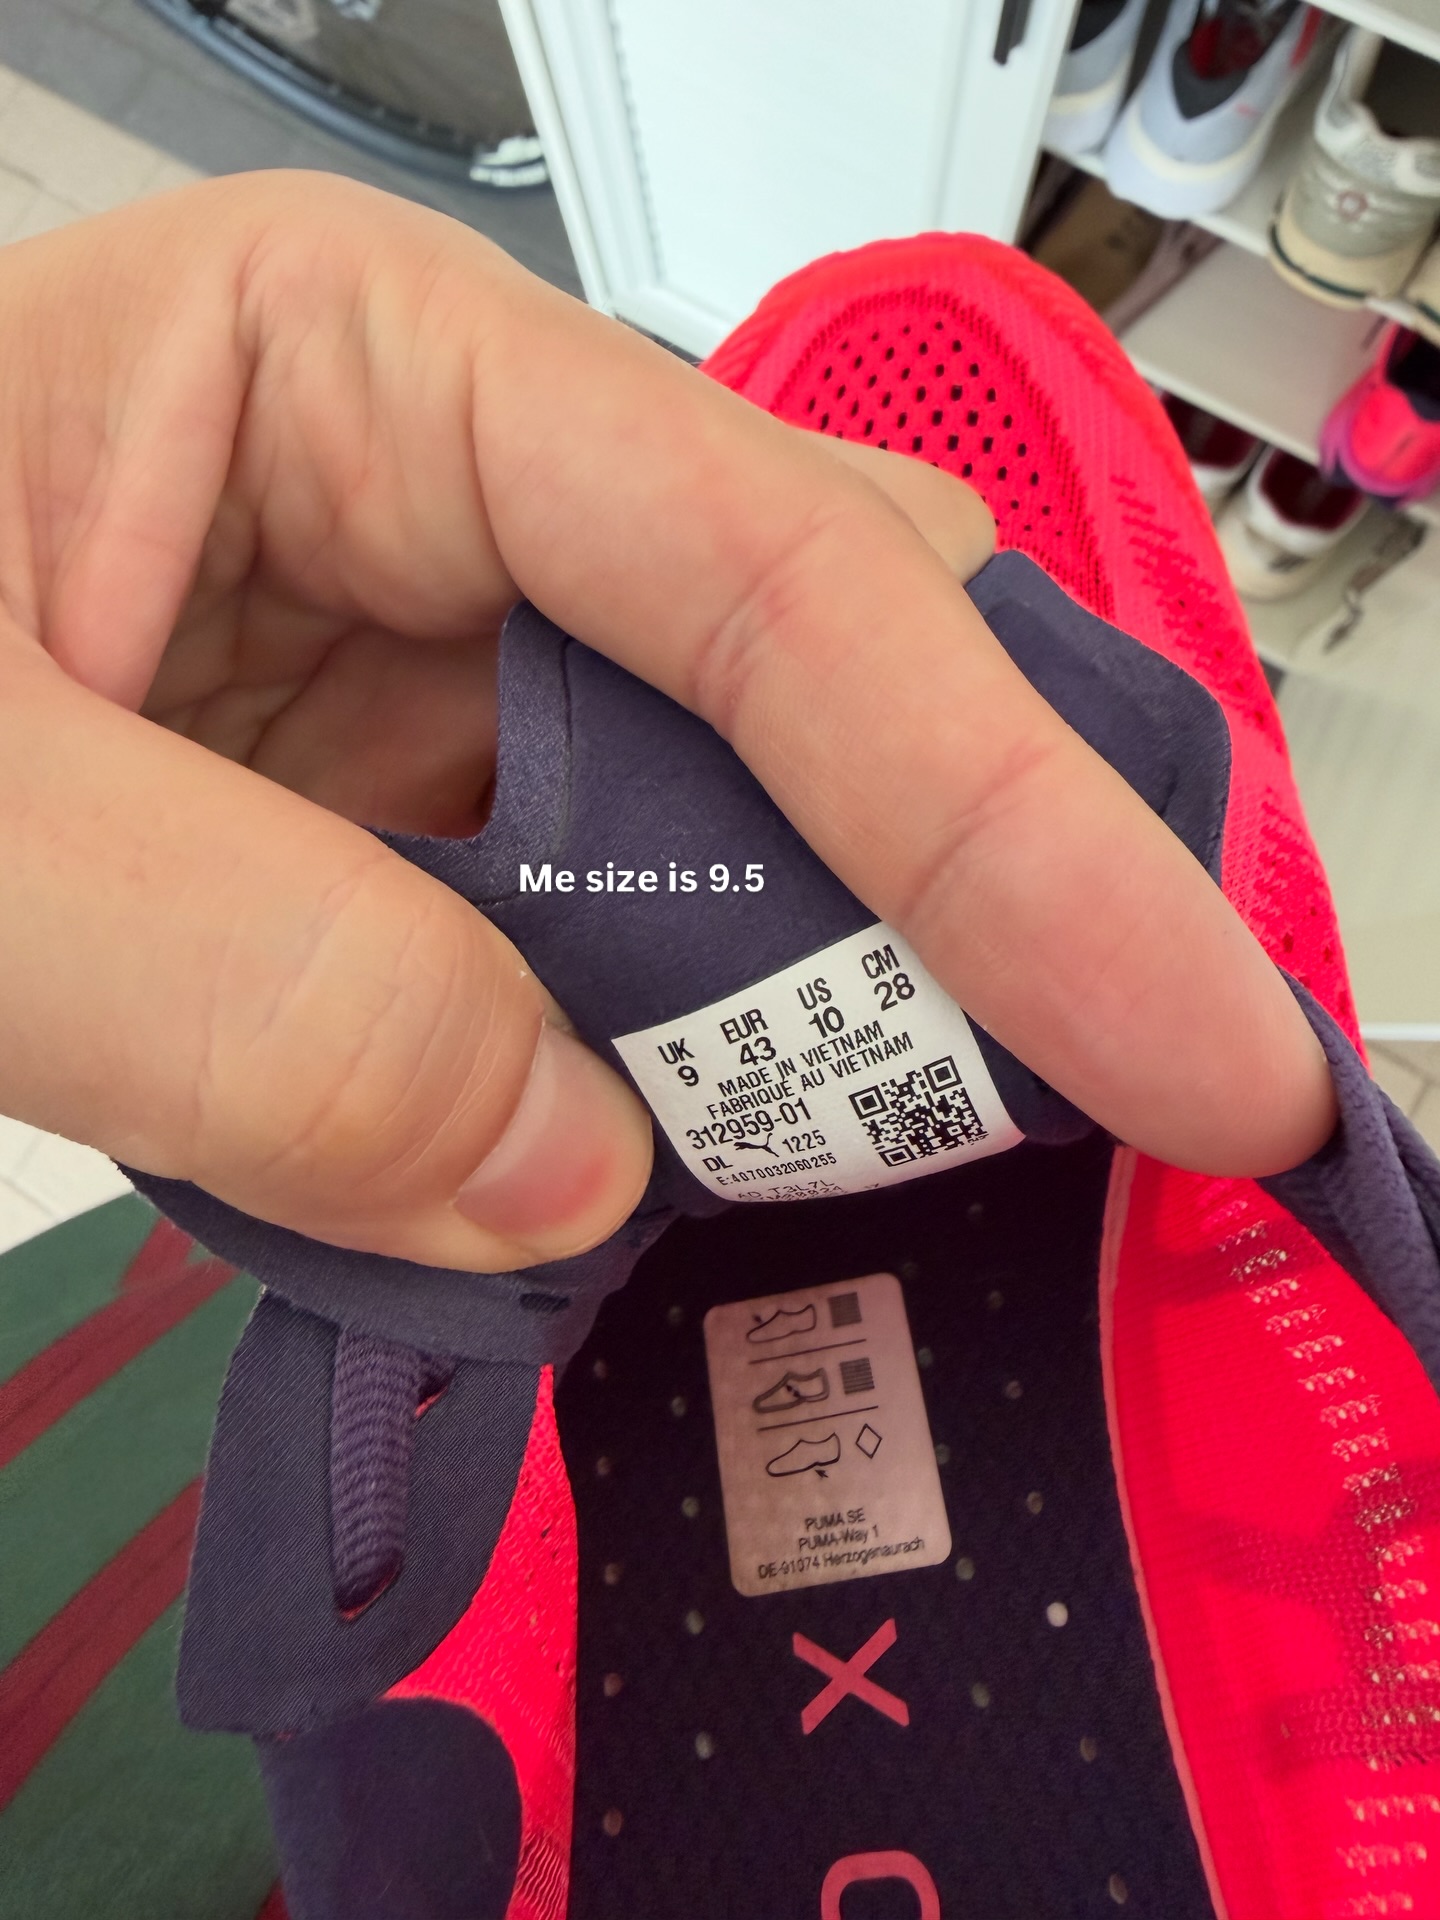 Me size is 9.5
UK EUR US CM
9 43 10 28
MADE IN VIETNAM
FABRIQUE AU VIETNAM
312959-01
DL 1225
E:4070032060255
PUMA SE
PUMA-Way 1
DE-91074 Herzogenaurach
X